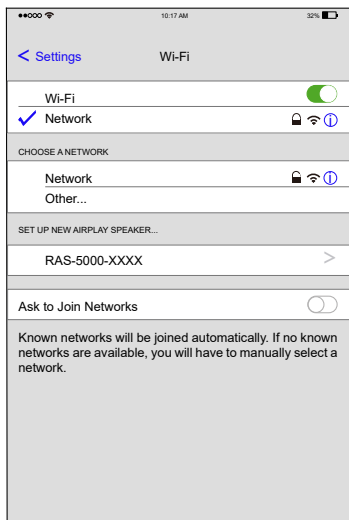 10:17 AM
32%
< Settings
Wi-Fi
Wi-Fi
Network
CHOOSE A NETWORK
Network
Other...
SET UP NEW AIRPLAY SPEAKER...
RAS-5000-XXXX
Ask to Join Networks
Known networks will be joined automatically. If no known
networks are available, you will have to manually select a
network.